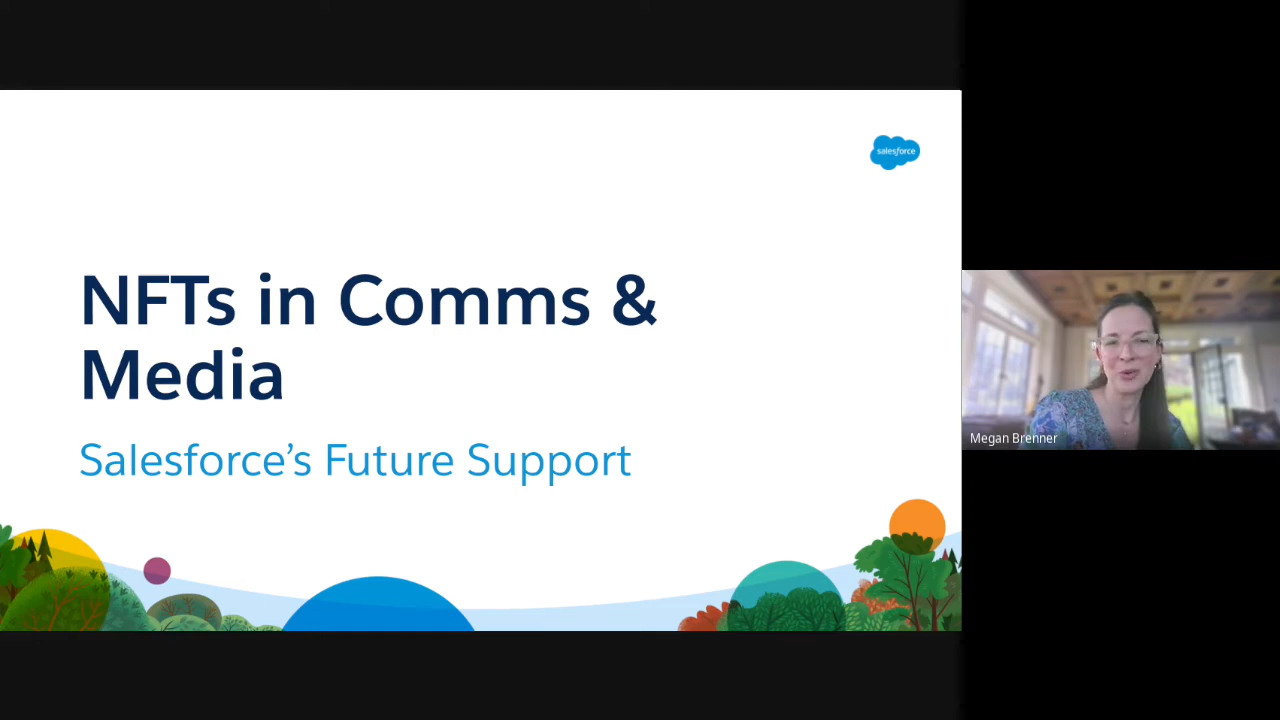 salesforce
NFTs in Comms &
Media
Salesforce’s Future Support
Megan Brenner